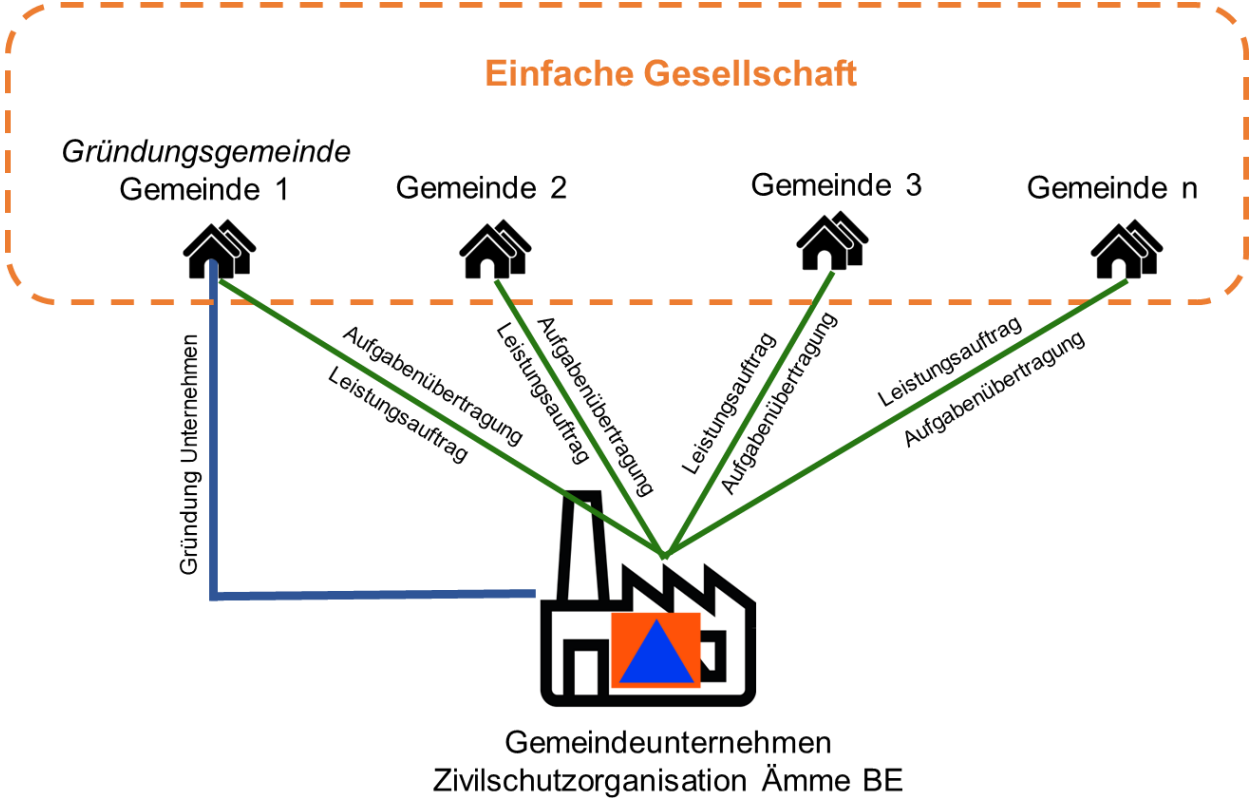 Einfache Gesellschaft
Gründungsgemeinde
Gemeinde 1
Gemeinde 2
Gemeinde 3
Gemeinde n
Gründung Unternehmen
Aufgabenübertragung
Leistungsauftrag
Aufgabenübertragung
Leistungsauftrag
Leistungsauftrag
Aufgabenübertragung
Leistungsauftrag
Aufgabenübertragung
Gemeindeunternehmen
Zivilschutzorganisation Ämme BE